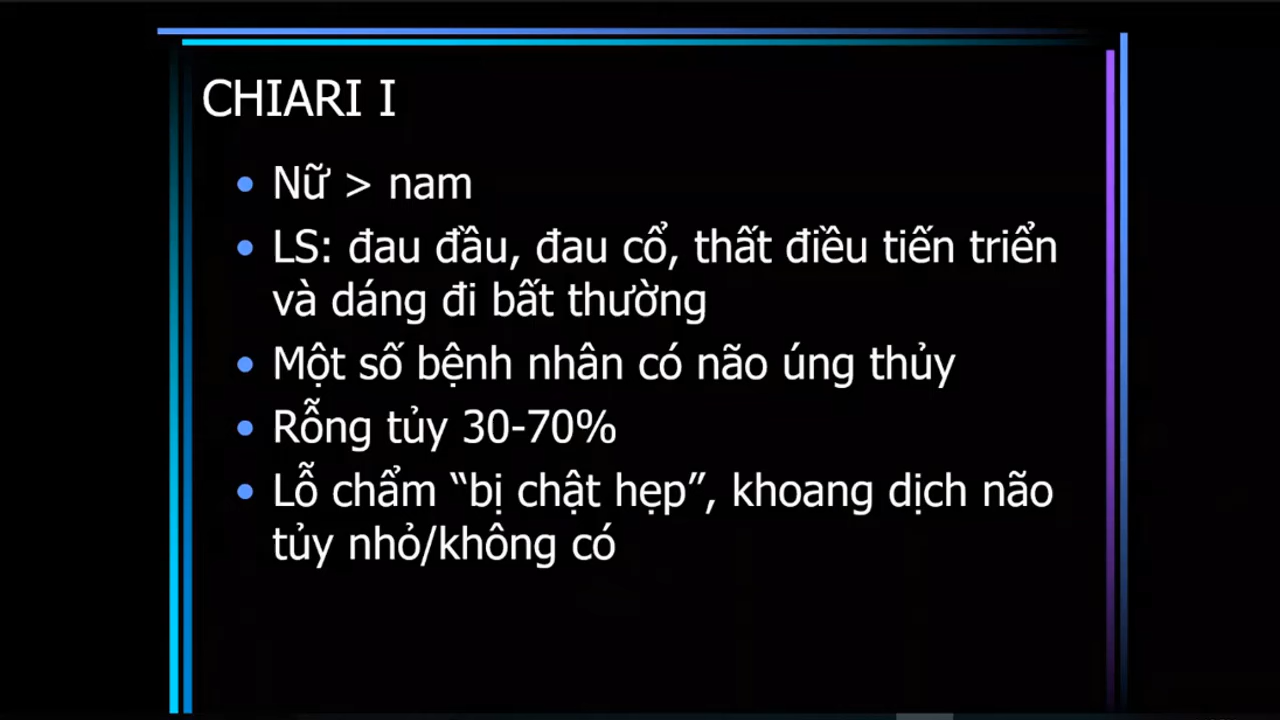 CHIARI I
• Nữ > nam
• LS: đau đầu, đau cổ, thất điều tiến triển
và dáng đi bất thường
• Một số bệnh nhân có não úng thủy
• Rỗng tủy 30-70%
• Lỗ chẩm “bị chật hẹp”, khoang dịch não
tủy nhỏ/không có